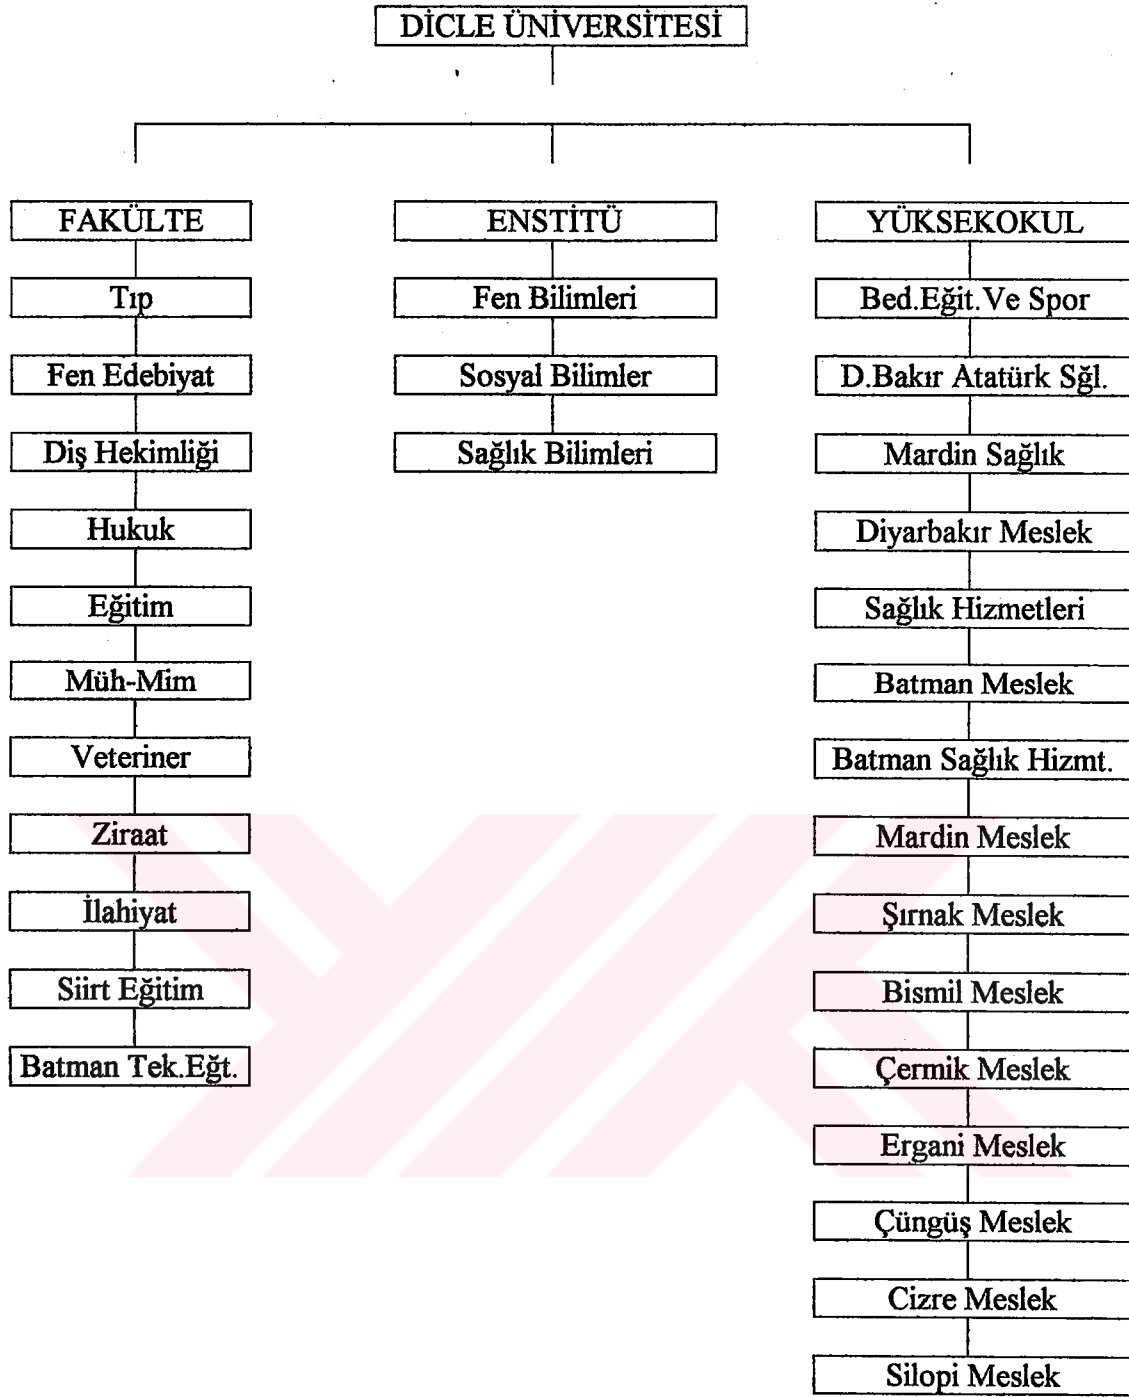 DİCLE ÜNİVERSİTESİ
FAKÜLTE
Tıp
Fen Edebiyat
Diş Hekimliği
Hukuk
Eğitim
Müh-Mim
Veteriner
Ziraat
İlahiyat
Siirt Eğitim
Batman Tek.Eğt.
ENSTİTÜ
Fen Bilimleri
Sosyal Bilimler
Sağlık Bilimleri
YÜKSEKOKUL
Bed.Eğit.Ve Spor
D.Bakır Atatürk Sğl.
Mardin Sağlık
Diyarbakır Meslek
Sağlık Hizmetleri
Batman Meslek
Batman Sağlık Hizmt.
Mardin Meslek
Şırnak Meslek
Bismil Meslek
Çermik Meslek
Ergani Meslek
Çüngüş Meslek
Cizre Meslek
Silopi Meslek